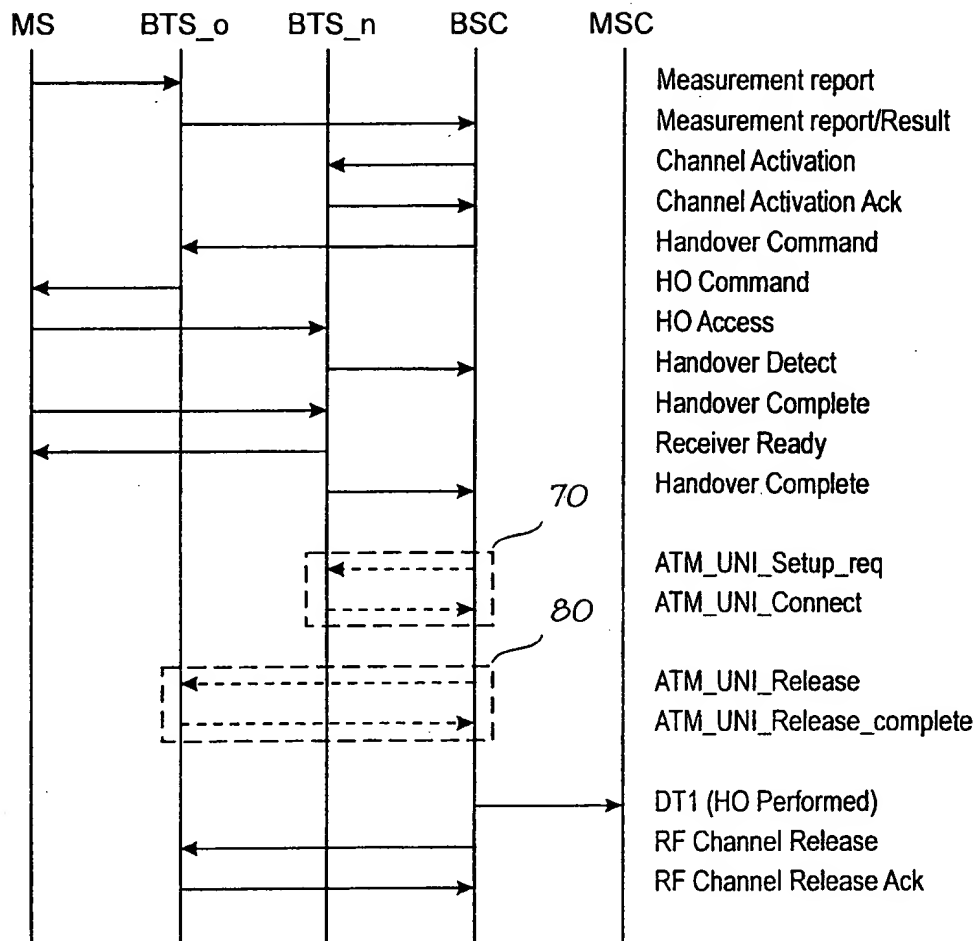 MS BTS_o BTS_n BSC MSC
Measurement report
Measurement report/Result
Channel Activation
Channel Activation Ack
Handover Command
HO Command
HO Access
Handover Detect
Handover Complete
Receiver Ready
Handover Complete
70
ATM_UNI_Setup_req
ATM_UNI_Connect
80
ATM_UNI_Release
ATM_UNI_Release_complete
DT1 (HO Performed)
RF Channel Release
RF Channel Release Ack